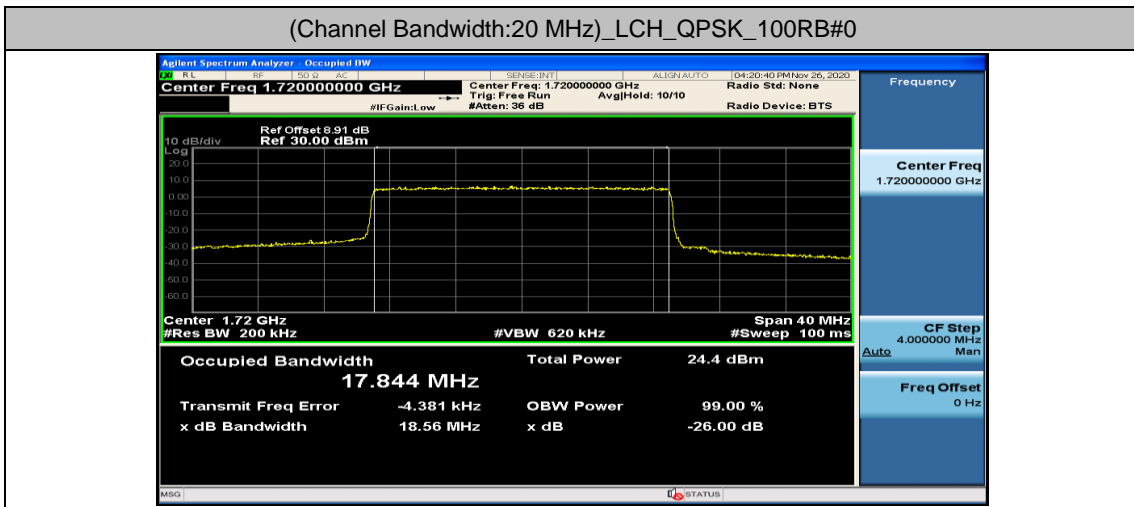 (Channel Bandwidth:20 MHz)_LCH_QPSK_100RB#0
Agilent Spectrum Analyzer - Occupied BW
LXI RL RF 50 Ω AC SENSE:INT ALIGN AUTO 04:20:40 PM Nov 26, 2020
Center Freq 1.720000000 GHz
Center Freq: 1.720000000 GHz
Radio Std: None
Trig: Free Run Avg|Hold: 10/10
#IFGain:Low #Atten: 36 dB Radio Device: BTS
Ref Offset 8.91 dB
10 dB/div Ref 30.00 dBm
Log
20.0
10.0
0.00
-10.0
-20.0
-30.0
-40.0
-50.0
-60.0
Center 1.72 GHz Span 40 MHz
#Res BW 200 kHz #VBW 620 kHz #Sweep 100 ms
Occupied Bandwidth Total Power 24.4 dBm
17.844 MHz
Transmit Freq Error -4.381 kHz OBW Power 99.00 %
x dB Bandwidth 18.56 MHz x dB -26.00 dB
MSG STATUS
Frequency
Center Freq
1.720000000 GHz
CF Step
4.000000 MHz
Auto Man
Freq Offset
0 Hz